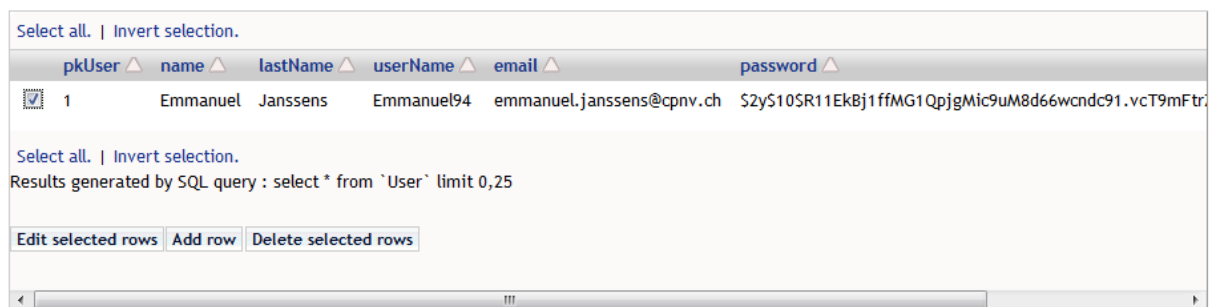 Select all. | Invert selection.
pkUser name lastName userName email password
1 Emmanuel Janssens Emmanuel94 emmanuel.janssens@cpnv.ch $2y$10$R11EkBj1ffMG1QpjgMic9uM8d66wcndc91.vcT9mFtrZ
Select all. | Invert selection.
Results generated by SQL query : select * from `User` limit 0,25
Edit selected rows Add row Delete selected rows